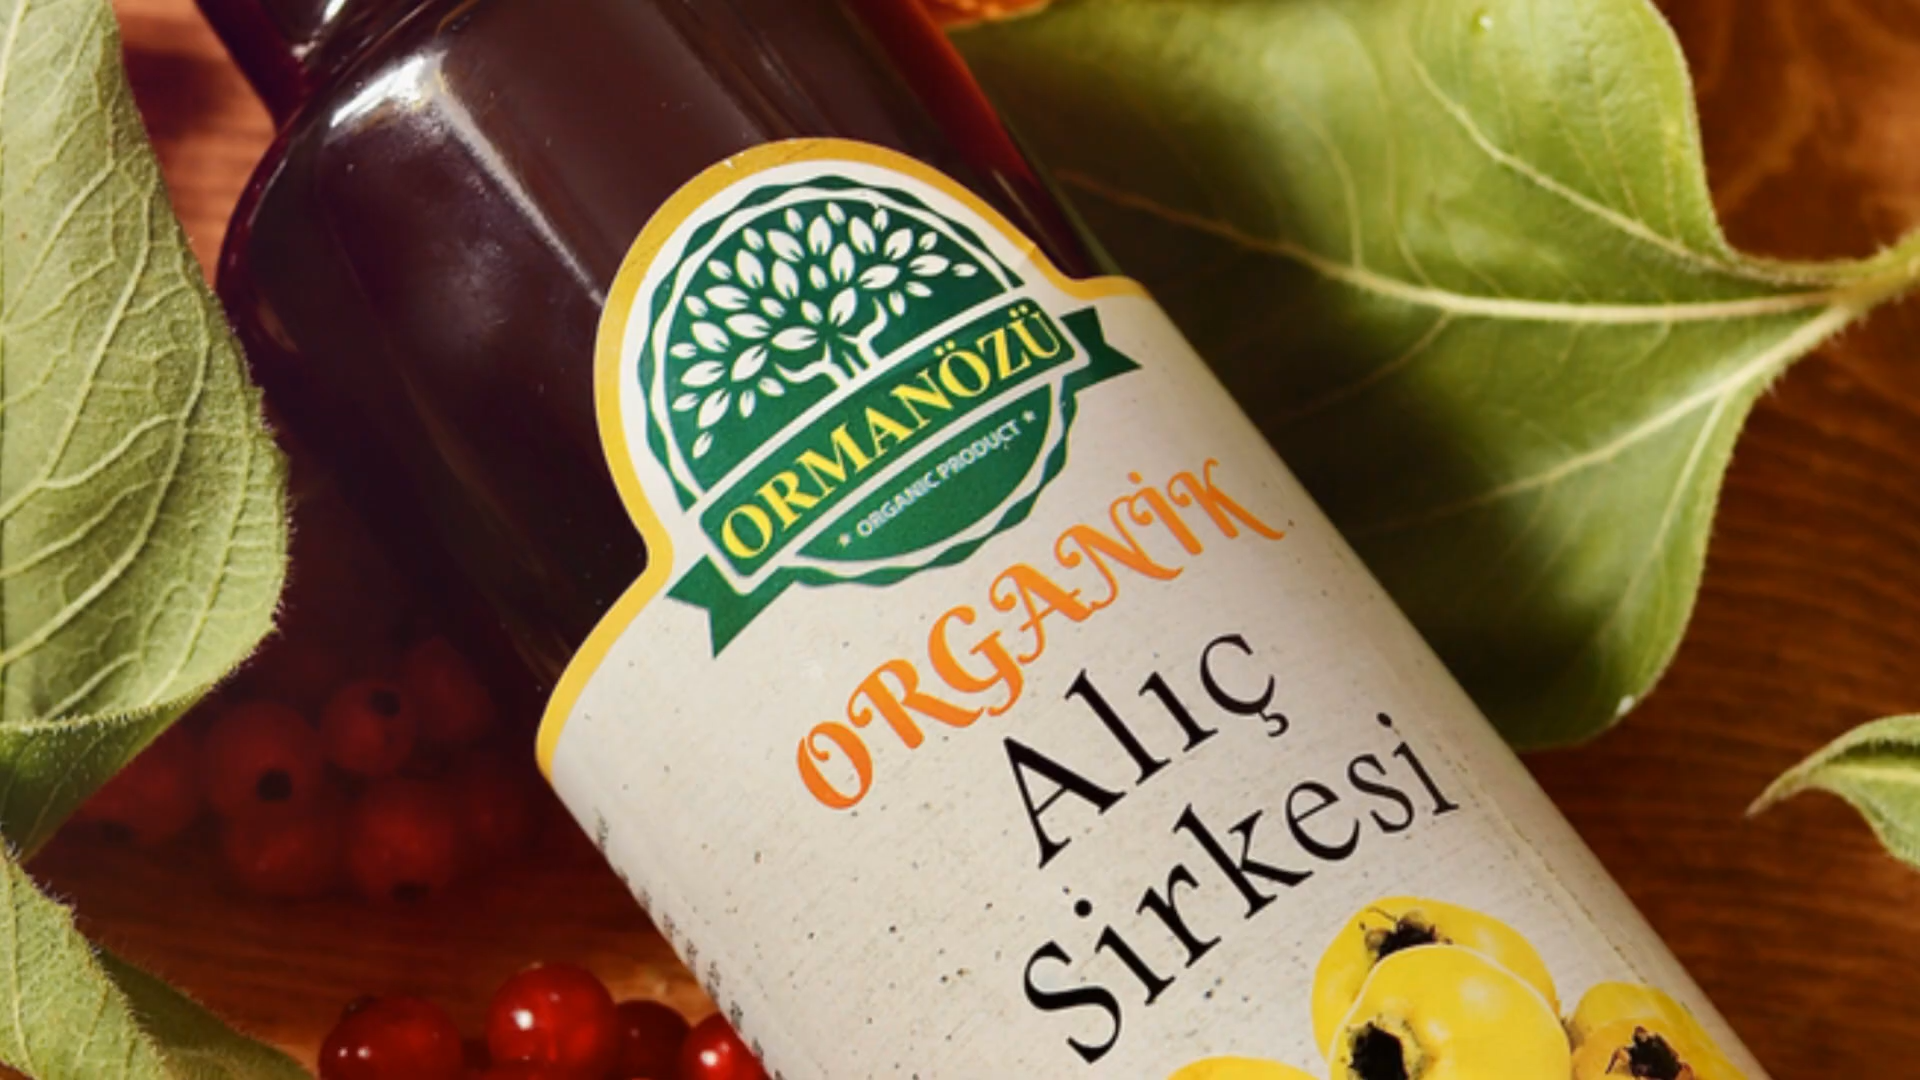 ORMANÖZÜ
* ORGANIC PRODUCT *
ORGANİK
Alıç
Sirkesi